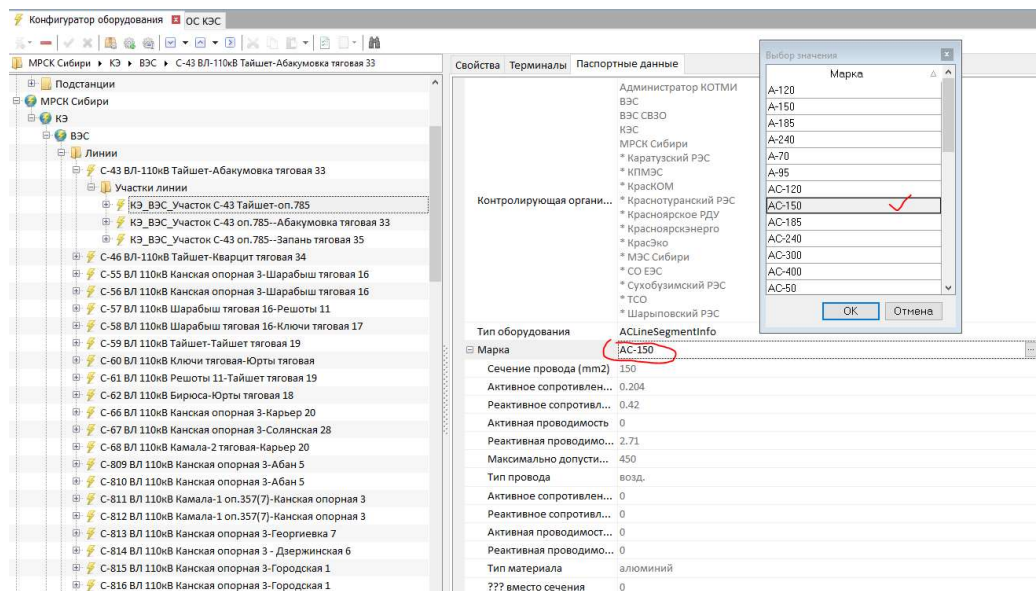 Конфигуратор оборудования ОС КЭС
МРСК Сибири КЭ ВЭС С-43 ВЛ-110кВ Тайшет-Абакумовка тяговая 33
Подстанции
МРСК Сибири
КЭ
ВЭС
Линии
С-43 ВЛ-110кВ Тайшет-Абакумовка тяговая 33
Участки линии
КЭ_ВЭС_Участок С-43 Тайшет-оп.785
КЭ_ВЭС_Участок С-43 оп.785--Абакумовка тяговая 33
КЭ_ВЭС_Участок С-43 оп.785--Запань тяговая 35
С-46 ВЛ-110кВ Тайшет-Кварцит тяговая 34
С-55 ВЛ 110кВ Канская опорная 3-Шарабыш тяговая 16
С-56 ВЛ 110кВ Канская опорная 3-Шарабыш тяговая 16
С-57 ВЛ 110кВ Шарабыш тяговая 16-Решоты 11
С-58 ВЛ 110кВ Шарабыш тяговая 16-Ключи тяговая 17
С-59 ВЛ 110кВ Тайшет-Тайшет тяговая 19
С-60 ВЛ 110кВ Ключи тяговая-Юрты тяговая
С-61 ВЛ 110кВ Решоты 11-Тайшет тяговая 19
С-62 ВЛ 110кВ Бирюса-Юрты тяговая 18
С-66 ВЛ 110кВ Канская опорная 3-Карьер 20
С-67 ВЛ 110кВ Канская опорная 3-Солянская 28
С-68 ВЛ 110кВ Камала-2 тяговая-Карьер 20
С-809 ВЛ 110кВ Канская опорная 3-Абан 5
С-810 ВЛ 110кВ Канская опорная 3-Абан 5
С-811 ВЛ 110кВ Камала-1 оп.357(7)-Канская опорная 3
С-812 ВЛ 110кВ Камала-1 оп.357(7)-Канская опорная 3
С-813 ВЛ 110кВ Канская опорная 3-Георгиевка 7
С-814 ВЛ 110кВ Канская опорная 3 - Дзержинская 6
С-815 ВЛ 110кВ Канская опорная 3-Городская 1
С-816 ВЛ 110кВ Канская опорная 3-Городская 1
Свойства Терминалы Паспортные данные
Контролирующая органи...
Администратор КОТМИ
ВЭС
ВЭС СВЗО
КЭС
МРСК Сибири
* Каратузский РЭС
* КПМЭС
* КрасКОМ
* Краснотуранский РЭС
* Красноярское РДУ
* Красноярскэнерго
* КрасЭко
* МЭС Сибири
* СО ЕЭС
* Сухобузимский РЭС
* ТСО
* Шарыповский РЭС
Тип оборудования ACLineSegmentInfo
Марка АС-150 ...
Сечение провода (mm2) 150
Активное сопротивлен... 0.204
Реактивное сопротивл... 0.42
Активная проводимость 0
Реактивная проводимо... 2.71
Максимально допусти... 450
Тип провода возд.
Активное сопротивлен... 0
Реактивное сопротивл... 0
Активная проводимост... 0
Реактивная проводимо... 0
Тип материала алюминий
??? вместо сечения 0
Выбор значения
Марка
А-120
А-150
А-185
А-240
А-70
А-95
АС-120
АС-150
АС-185
АС-240
АС-300
АС-400
АС-50
ОК Отмена